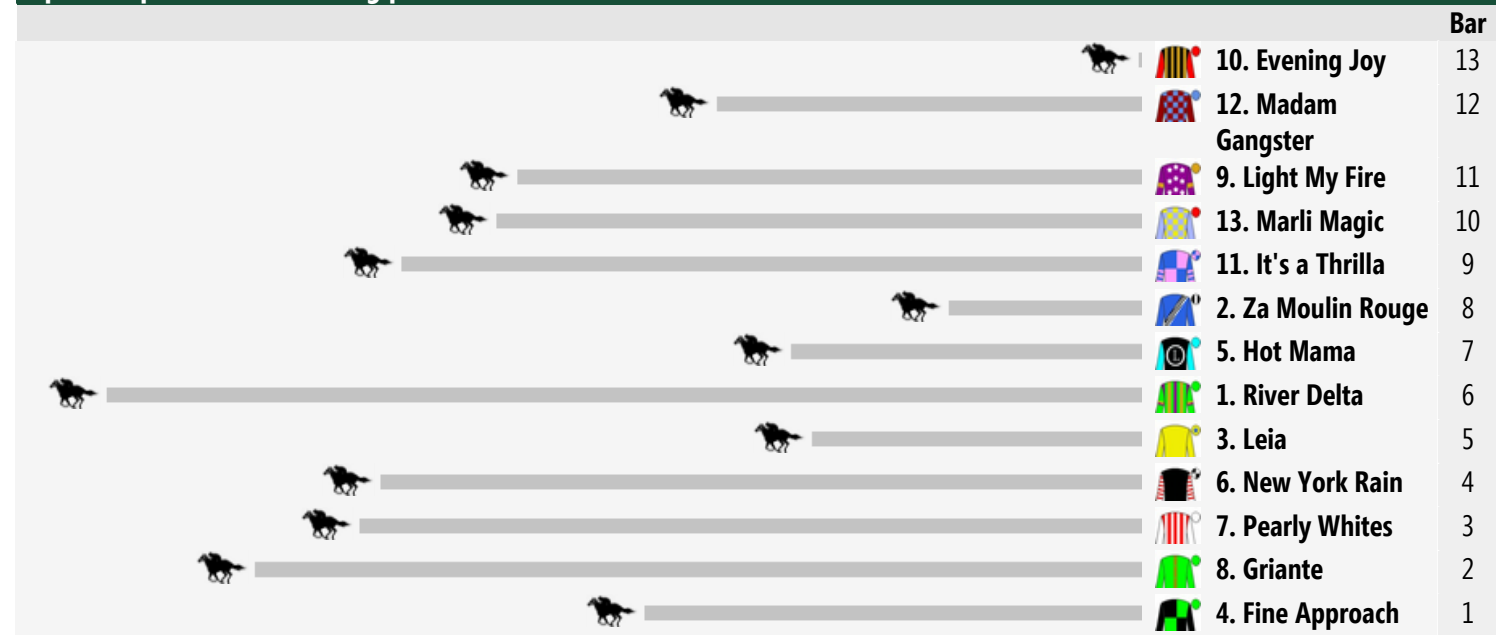 Bar
10. Evening Joy 13
12. Madam 12
Gangster
9. Light My Fire 11
13. Marli Magic 10
11. It's a Thrilla 9
2. Za Moulin Rouge 8
5. Hot Mama 7
1. River Delta 6
3. Leia 5
6. New York Rain 4
7. Pearly Whites 3
8. Griante 2
4. Fine Approach 1